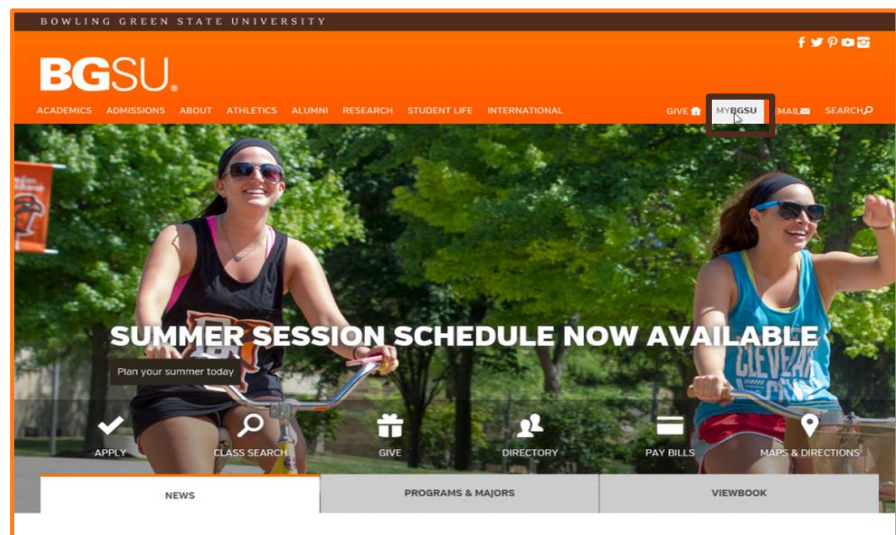 BOWLING GREEN STATE UNIVERSITY
BGSU®
ACADEMICS ADMISSIONS ABOUT ATHLETICS ALUMNI RESEARCH STUDENT LIFE INTERNATIONAL GIVE MYBGSU EMAIL SEARCH
SUMMER SESSION SCHEDULE NOW AVAILABLE
CLEVELAND
Plan your summer today
APPLY CLASS SEARCH GIVE DIRECTORY PAY BILLS MAPS & DIRECTIONS
NEWS PROGRAMS & MAJORS VIEWBOOK